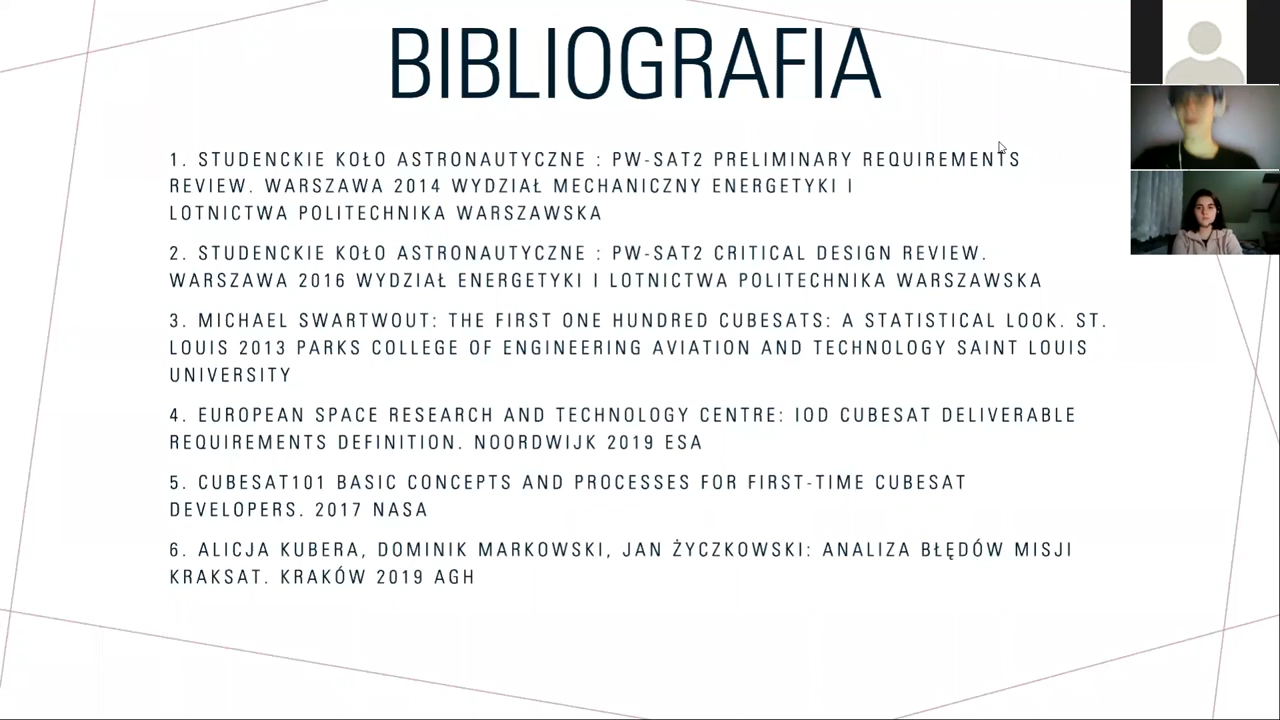 BIBLIOGRAFIA
1. STUDENCKIE KOŁO ASTRONAUTYCZNE : PW-SAT2 PRELIMINARY REQUIREMENTS
REVIEW. WARSZAWA 2014 WYDZIAŁ MECHANICZNY ENERGETYKI I
LOTNICTWA POLITECHNIKA WARSZAWSKA
2. STUDENCKIE KOŁO ASTRONAUTYCZNE : PW-SAT2 CRITICAL DESIGN REVIEW.
WARSZAWA 2016 WYDZIAŁ ENERGETYKI I LOTNICTWA POLITECHNIKA WARSZAWSKA
3. MICHAEL SWARTWOUT: THE FIRST ONE HUNDRED CUBESATS: A STATISTICAL LOOK. ST.
LOUIS 2013 PARKS COLLEGE OF ENGINEERING AVIATION AND TECHNOLOGY SAINT LOUIS
UNIVERSITY
4. EUROPEAN SPACE RESEARCH AND TECHNOLOGY CENTRE: IOD CUBESAT DELIVERABLE
REQUIREMENTS DEFINITION. NOORDWIJK 2019 ESA
5. CUBESAT101 BASIC CONCEPTS AND PROCESSES FOR FIRST-TIME CUBESAT
DEVELOPERS. 2017 NASA
6. ALICJA KUBERA, DOMINIK MARKOWSKI, JAN ŻYCZKOWSKI: ANALIZA BŁĘDÓW MISJI
KRAKSAT. KRAKÓW 2019 AGH